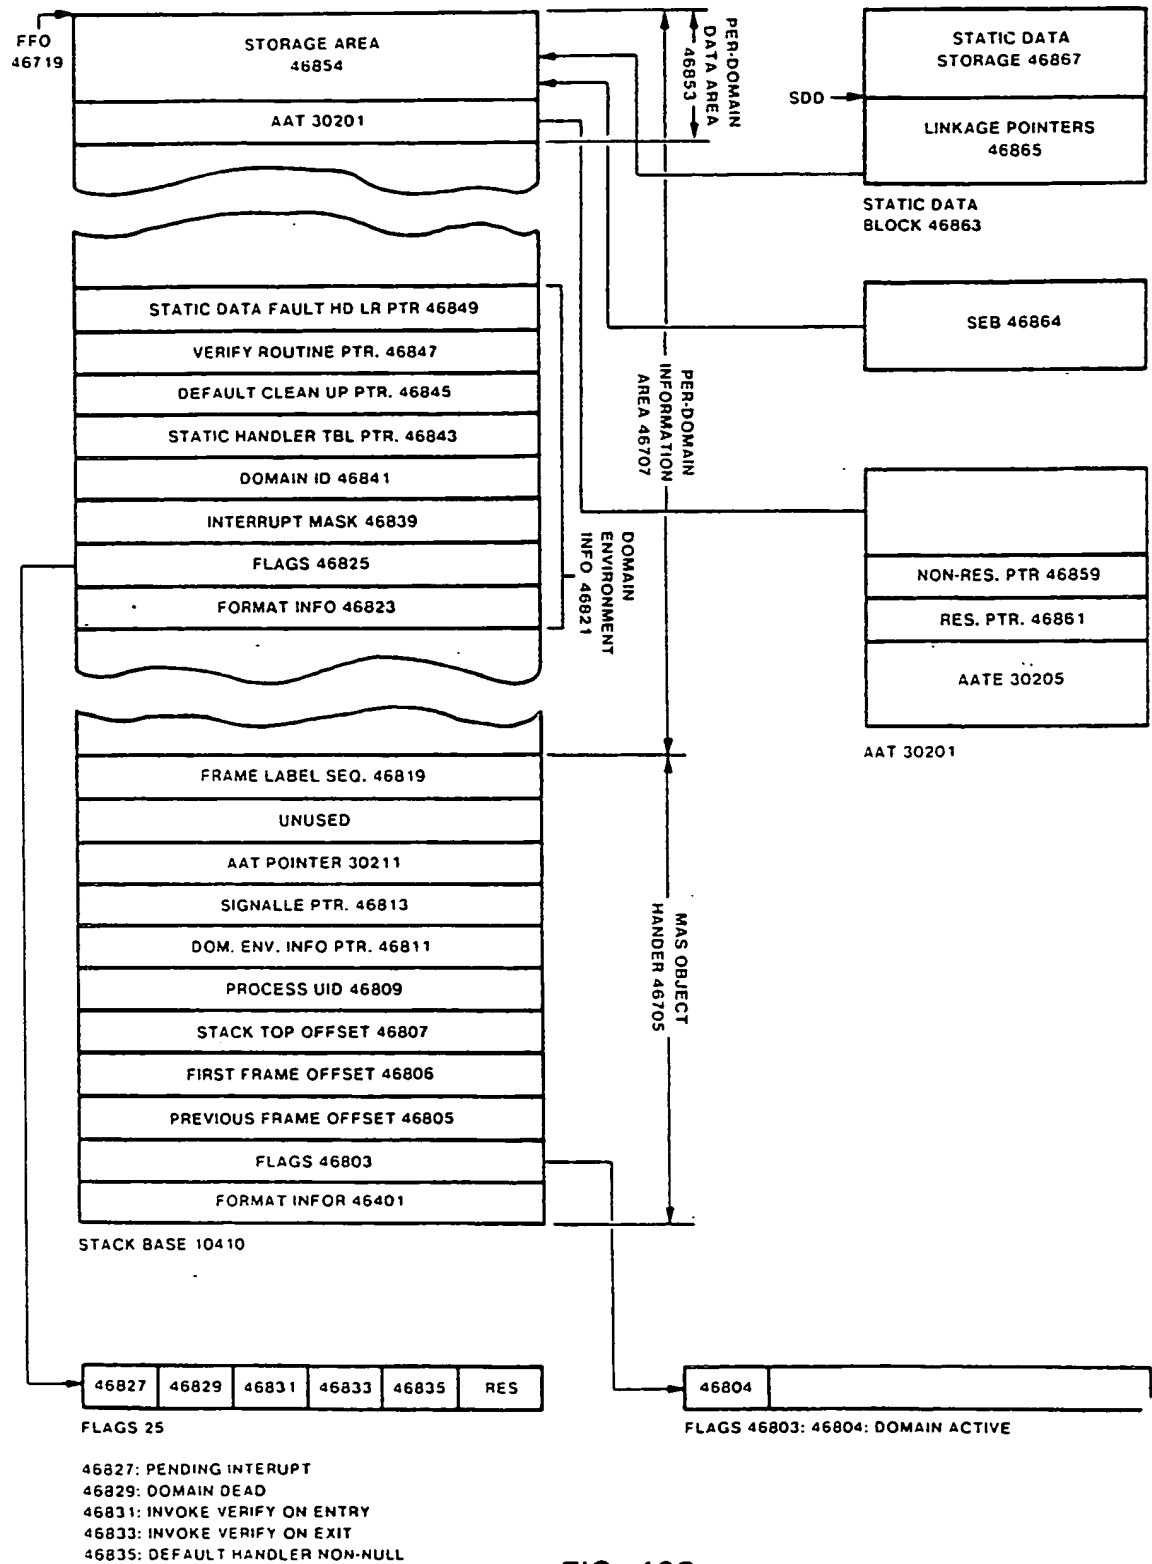 FFO
46719
STORAGE AREA
46854
AAT 30201
PER-DOMAIN
DATA AREA
46853
STATIC DATA
STORAGE 46867
SDD
LINKAGE POINTERS
46865
STATIC DATA
BLOCK 46863
STATIC DATA FAULT HD LR PTR 46849
VERIFY ROUTINE PTR. 46847
DEFAULT CLEAN UP PTR. 46845
STATIC HANDLER TBL PTR. 46843
DOMAIN ID 46841
INTERRUPT MASK 46839
FLAGS 46825
FORMAT INFO 46823
DOMAIN
ENVIRONMENT
INFO 46821
PER-DOMAIN
INFORMATION
AREA 46707
SEB 46864
NON-RES. PTR 46859
RES. PTR. 46861
AATE 30205
AAT 30201
FRAME LABEL SEQ. 46819
UNUSED
AAT POINTER 30211
SIGNALLE PTR. 46813
DOM. ENV. INFO PTR. 46811
PROCESS UID 46809
STACK TOP OFFSET 46807
FIRST FRAME OFFSET 46806
PREVIOUS FRAME OFFSET 46805
FLAGS 46803
FORMAT INFOR 46401
MAS OBJECT
HANDER 46705
STACK BASE 10410
46827 46829 46831 46833 46835 RES
FLAGS 25
46804
FLAGS 46803: 46804: DOMAIN ACTIVE
46827: PENDING INTERUPT
46829: DOMAIN DEAD
46831: INVOKE VERIFY ON ENTRY
46833: INVOKE VERIFY ON EXIT
46835: DEFAULT HANDLER NON-NULL